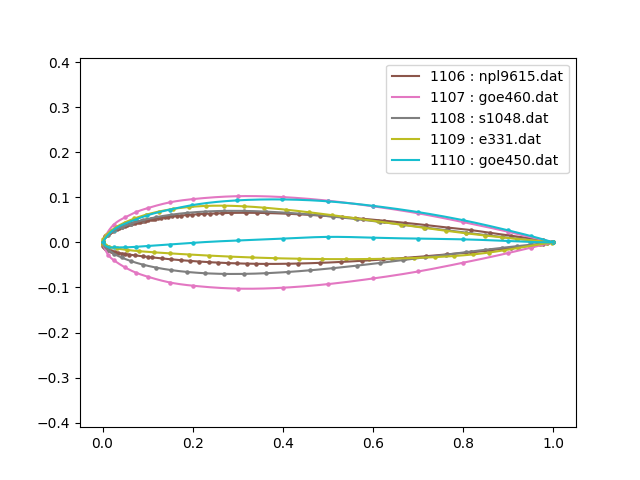 0.4
0.3
0.2
0.1
0.0
−0.1
−0.2
−0.3
−0.4
0.0 0.2 0.4 0.6 0.8 1.0
1106 : npl9615.dat
1107 : goe460.dat
1108 : s1048.dat
1109 : e331.dat
1110 : goe450.dat